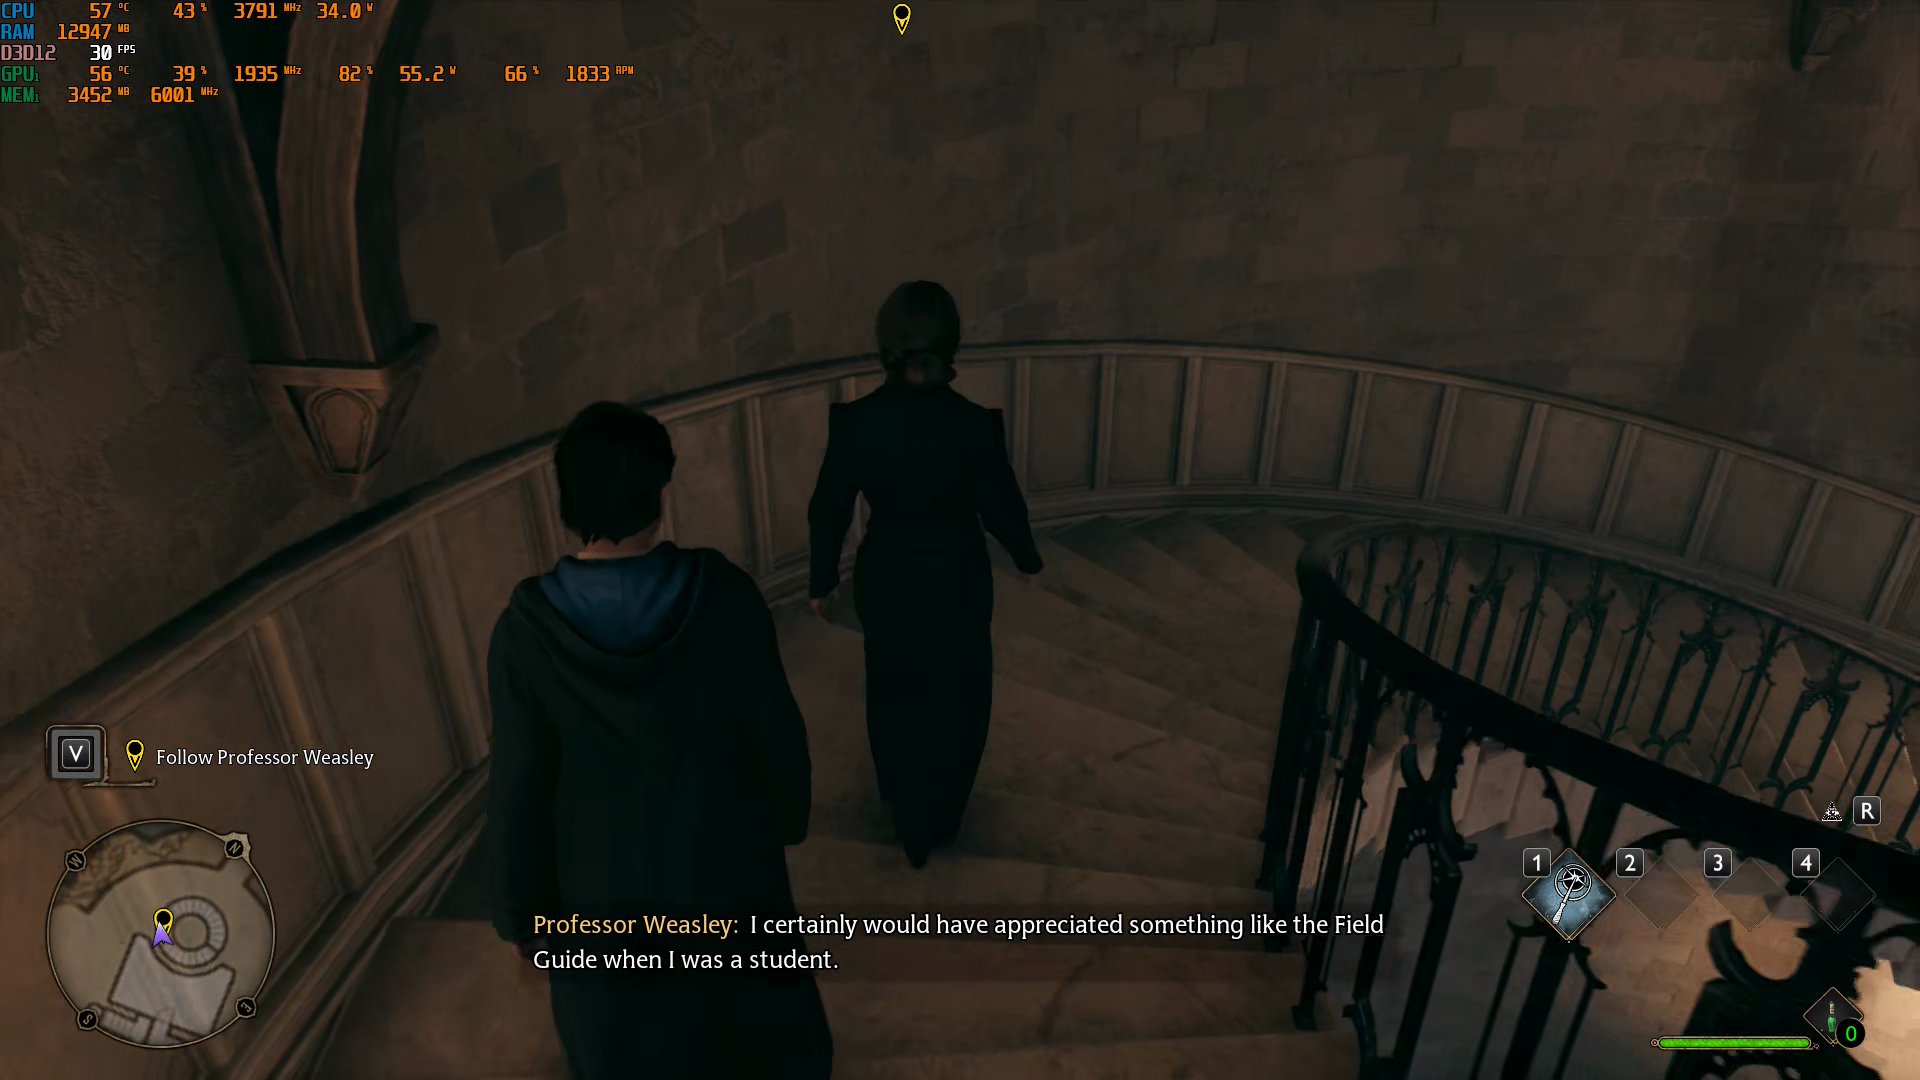 CPU 57 °C 43 % 3791 MHz 34.0 W
RAM 12947 MB
D3D12 30 FPS
GPU1 56 °C 39 % 1935 MHz 82 % 55.2 W 66 % 1833 RPM
MEM1 3452 MB 6001 MHz
V Follow Professor Weasley
N
W
E
S
R
1 2 3 4
Professor Weasley: I certainly would have appreciated something like the Field
Guide when I was a student.
0